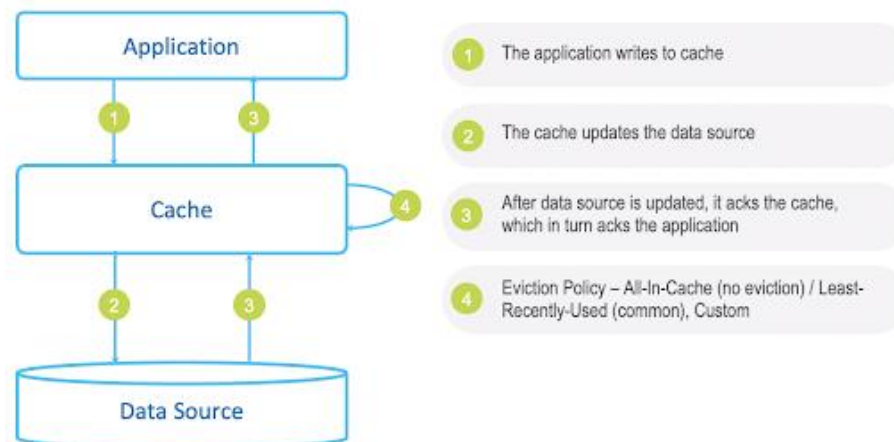 Application
1
3
Cache
4
2
3
Data Source
1 The application writes to cache
2 The cache updates the data source
3 After data source is updated, it acks the cache,
which in turn acks the application
4 Eviction Policy – All-In-Cache (no eviction) / Least-
Recently-Used (common), Custom